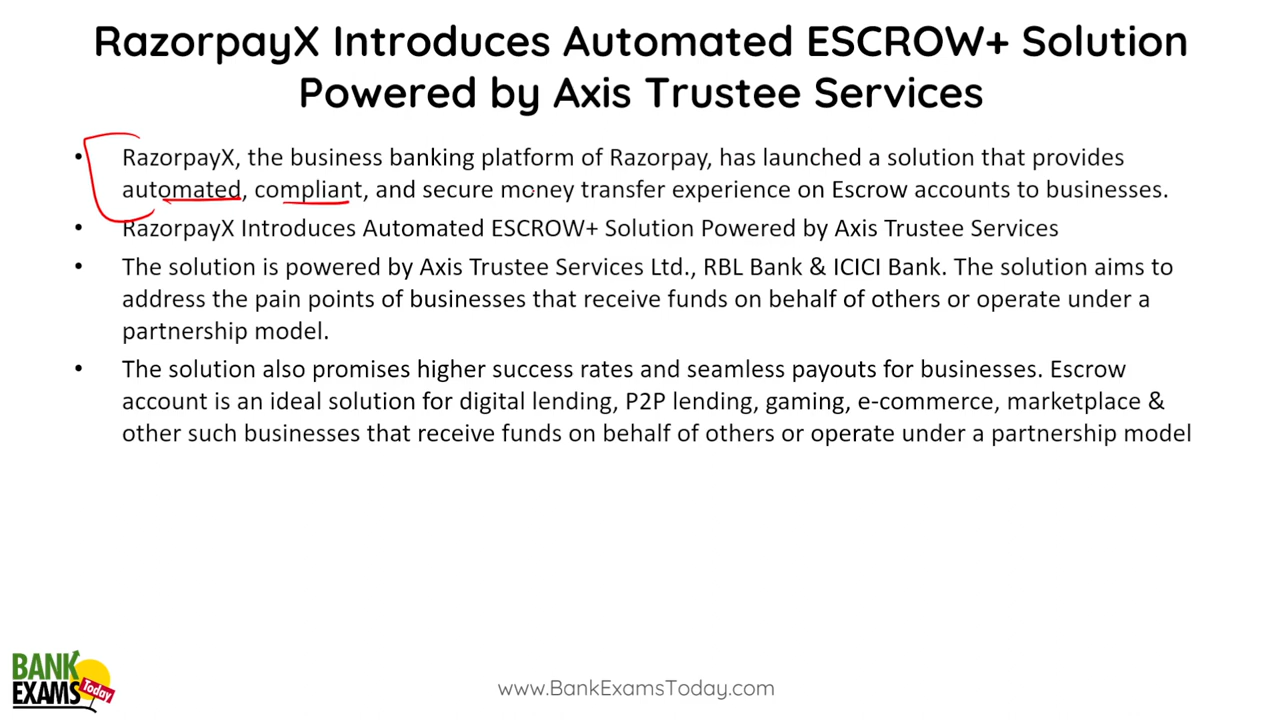 RazorpayX Introduces Automated ESCROW+ Solution
Powered by Axis Trustee Services
• RazorpayX, the business banking platform of Razorpay, has launched a solution that provides
automated, compliant, and secure money transfer experience on Escrow accounts to businesses.
• RazorpayX Introduces Automated ESCROW+ Solution Powered by Axis Trustee Services
• The solution is powered by Axis Trustee Services Ltd., RBL Bank & ICICI Bank. The solution aims to
address the pain points of businesses that receive funds on behalf of others or operate under a
partnership model.
• The solution also promises higher success rates and seamless payouts for businesses. Escrow
account is an ideal solution for digital lending, P2P lending, gaming, e-commerce, marketplace &
other such businesses that receive funds on behalf of others or operate under a partnership model
BANK
EXAMS Today
www.BankExamsToday.com